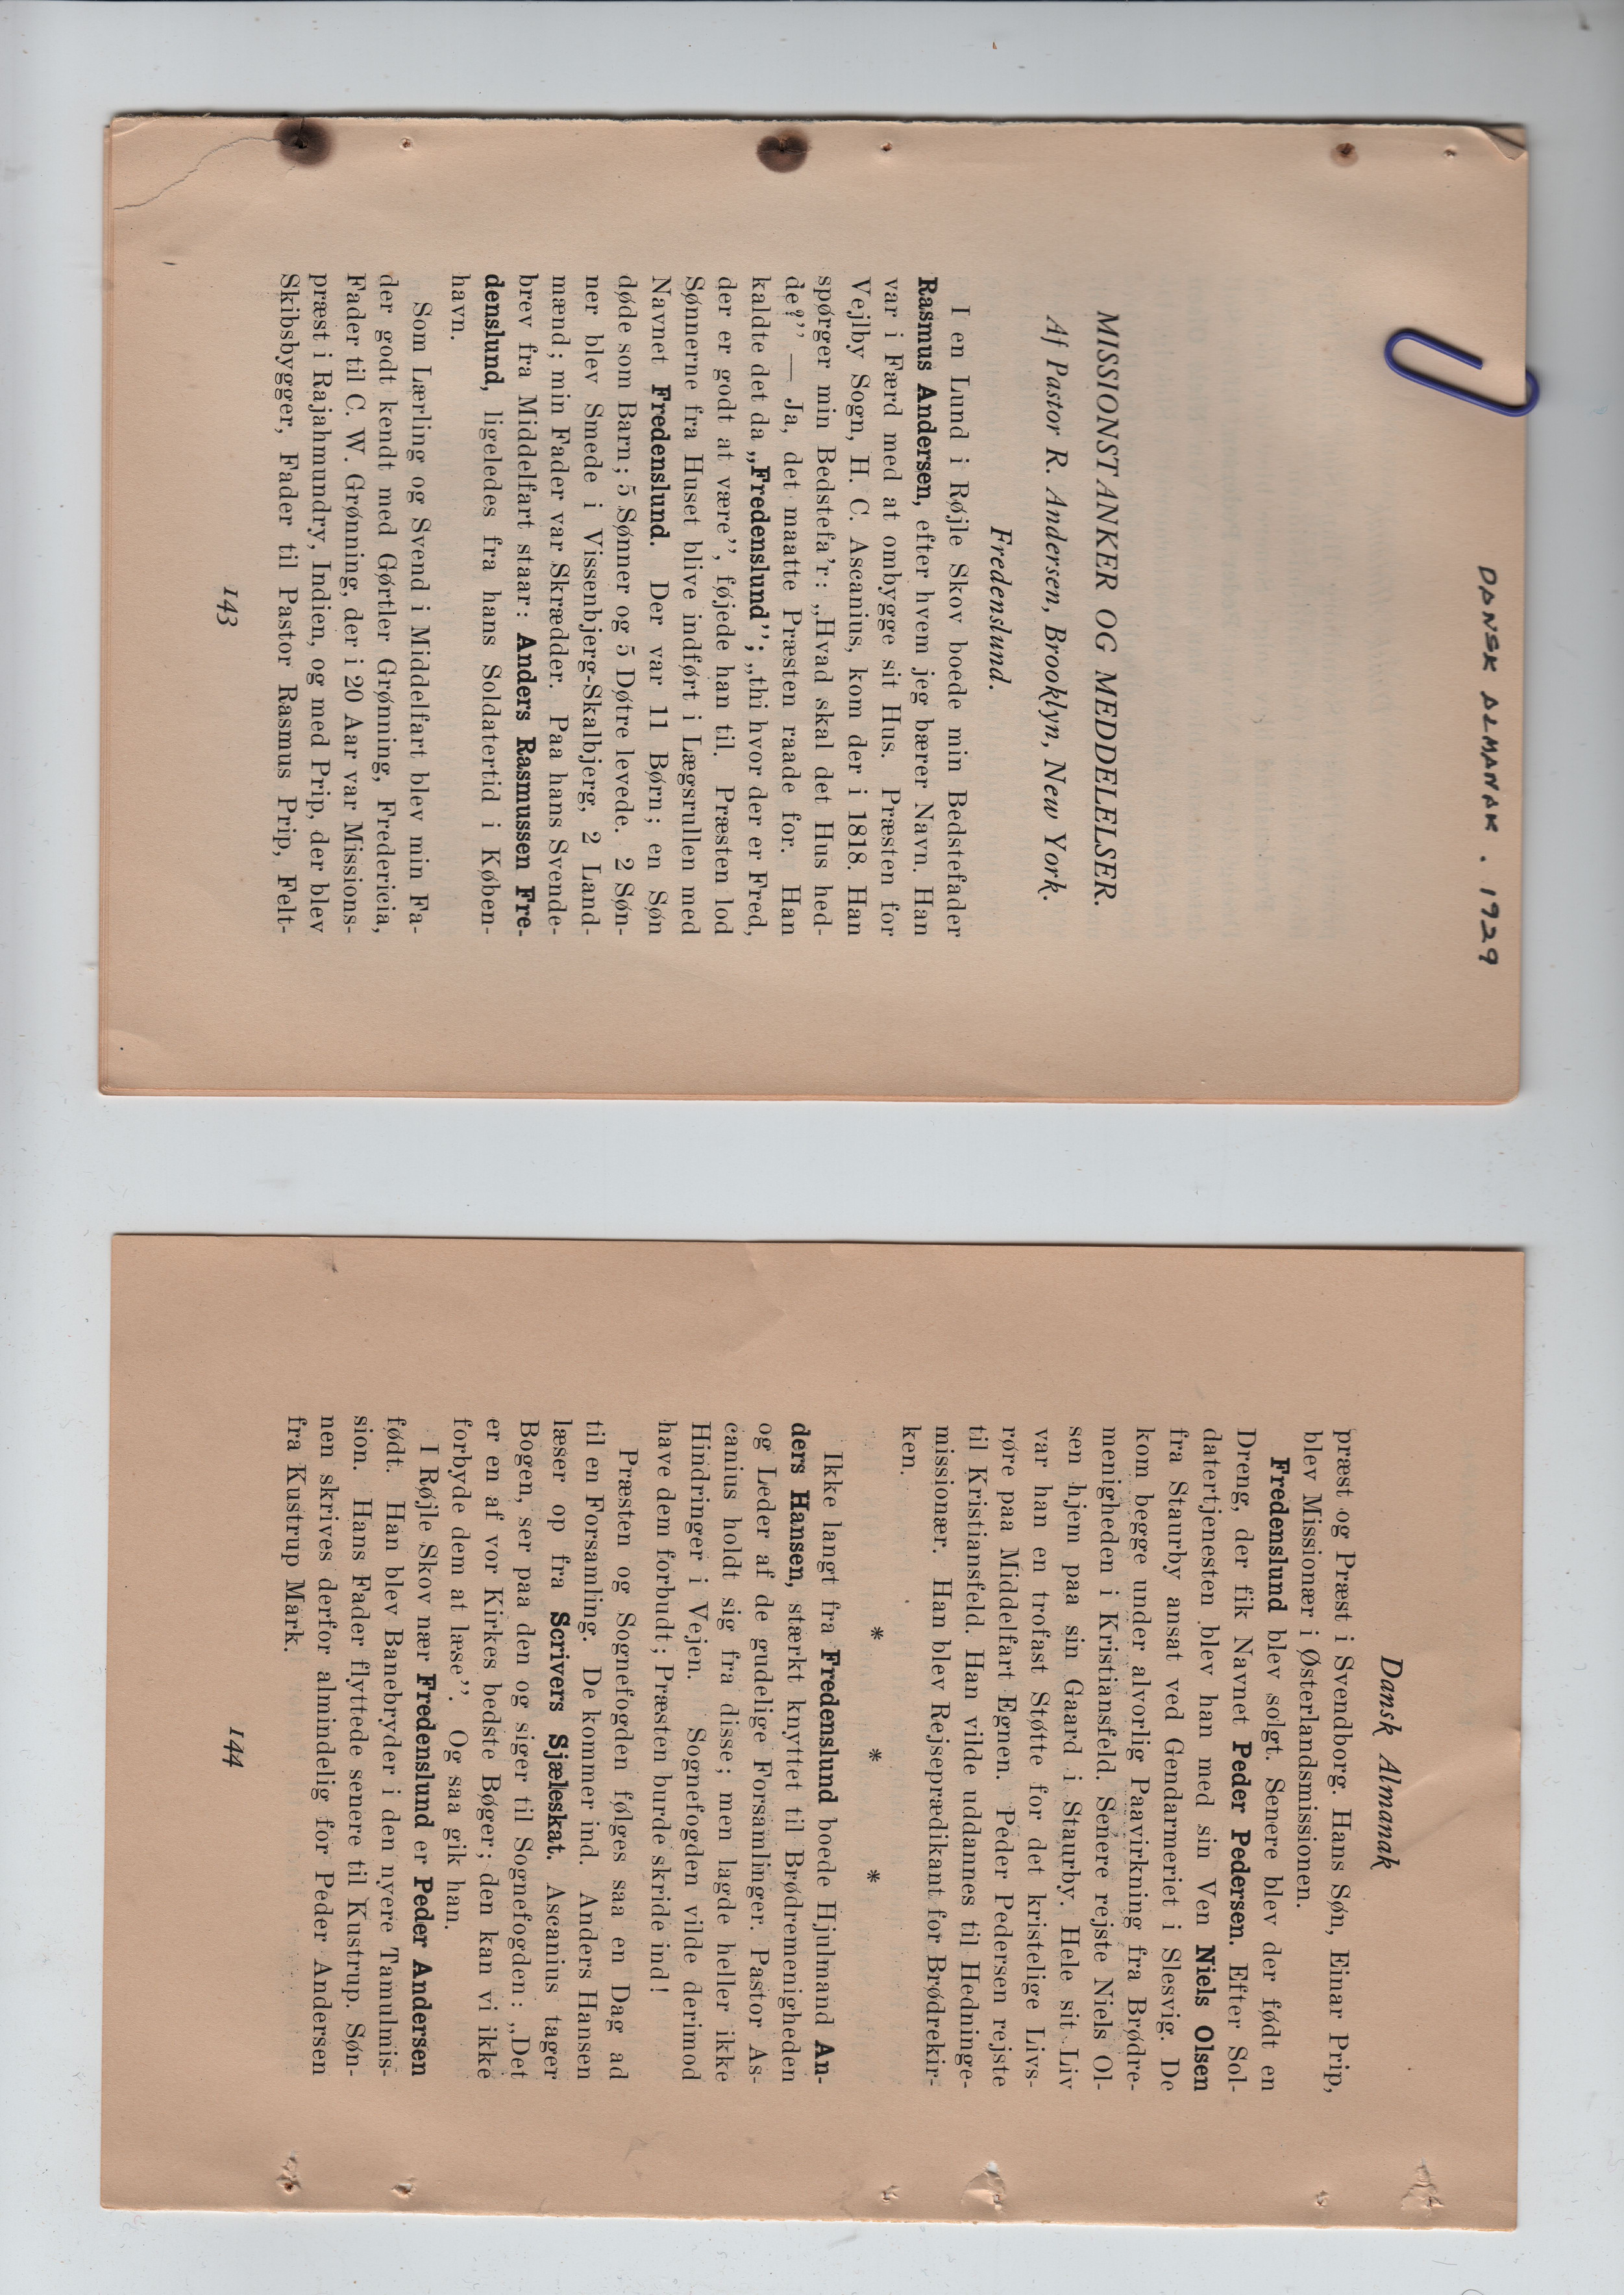 DANSK ALMANAK . 1929
MISSIONSTANKER OG MEDDELELSER.
Af Pastor R. Andersen, Brooklyn, New York.
Fredenslund.
I en Lund i Røjle Skov boede min Bedstefader
Rasmus Andersen, efter hvem jeg bærer Navn. Han
var i Færd med at ombygge sit Hus. Præsten for
Vejlby Sogn, H. C. Ascanius, kom der i 1818. Han
spørger min Bedstefa'r: „Hvad skal det Hus hed-
de?” — Ja, det maatte Præsten raade for. Han
kaldte det da „Fredenslund”; „thi hvor der er Fred,
der er godt at være”, føjede han til. Præsten lod
Sønnerne fra Huset blive indført i Lægsrullen med
Navnet Fredenslund. Der var 11 Børn; en Søn
døde som Barn; 5 Sønner og 5 Døtre levede. 2 Søn-
ner blev Smede i Vissenbjerg-Skalbjerg, 2 Land-
mænd; min Fader var Skrædder. Paa hans Svende-
brev fra Middelfart staar: Anders Rasmussen Fre-
denslund, ligeledes fra hans Soldatertid i Køben-
havn.
Som Lærling og Svend i Middelfart blev min Fa-
der godt kendt med Gørtler Grønning, Fredericia,
Fader til C. W. Grønning, der i 20 Aar var Missions-
præst i Rajahmundry, Indien, og med Prip, der blev
Skibsbygger, Fader til Pastor Rasmus Prip, Felt-
143
Dansk Almanak
præst og Præst i Svendborg. Hans Søn, Einar Prip,
blev Missionær i Østerlandsmissionen.
Fredenslund blev solgt. Senere blev der født en
Dreng, der fik Navnet Peder Pedersen. Efter Sol-
datertjenesten blev han med sin Ven Niels Olsen
fra Staurby ansat ved Gendarmeriet i Slesvig. De
kom begge under alvorlig Paavirkning fra Brødre-
menigheden i Kristiansfeld. Senere rejste Niels Ol-
sen hjem paa sin Gaard i Staurby. Hele sit Liv
var han en trofast Støtte for det kristelige Livs-
røre paa Middelfart Egnen. Peder Pedersen rejste
til Kristiansfeld. Han vilde uddannes til Hedninge-
missionær. Han blev Rejseprædikant for Brødrekir-
ken.
* * *
Ikke langt fra Fredenslund boede Hjulmand An-
ders Hansen, stærkt knyttet til Brødremenigheden
og Leder af de gudelige Forsamlinger. Pastor As-
canius holdt sig fra disse; men lagde heller ikke
Hindringer i Vejen. Sognefogden vilde derimod
have dem forbudt; Præsten burde skride ind!
Præsten og Sognefogden følges saa en Dag ad
til en Forsamling. De kommer ind. Anders Hansen
læser op fra Scrivers Sjæleskat. Ascanius tager
Bogen, ser paa den og siger til Sognefogden: „Det
er en af vor Kirkes bedste Bøger; den kan vi ikke
forbyde dem at læse”. Og saa gik han.
I Røjle Skov nær Fredenslund er Peder Andersen
født. Han blev Banebryder i den nyere Tamulmis-
sion. Hans Fader flyttede senere til Kustrup. Søn-
nen skrives derfor almindelig for Peder Andersen
fra Kustrup Mark.
144